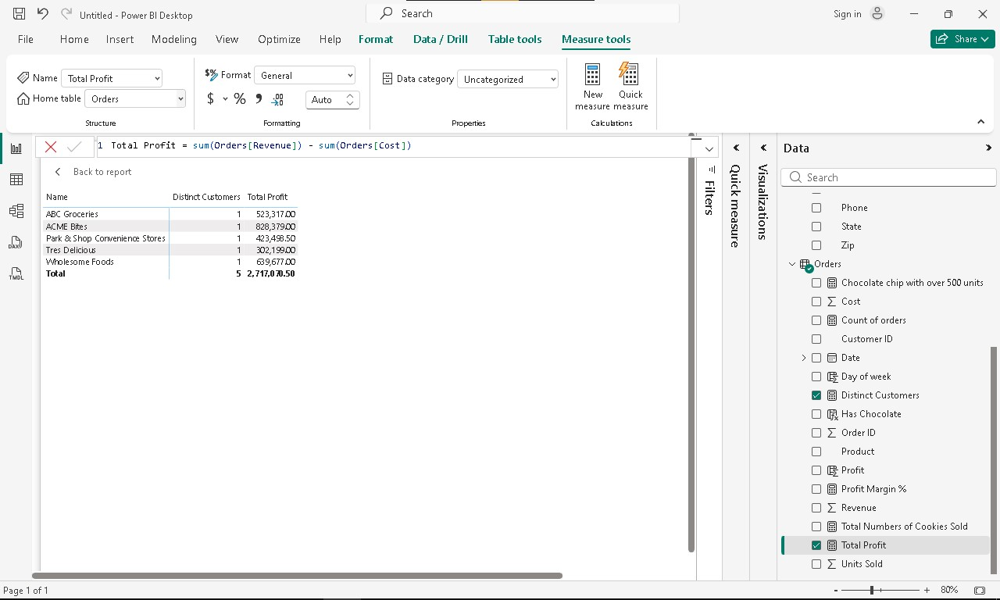 Untitled - Power BI Desktop
Search
Sign in
File Home Insert Modeling View Optimize Help Format Data / Drill Table tools Measure tools
Share
Name Total Profit
Home table Orders
Structure
$% Format General
$ % 9 .00 Auto
Formatting
Data category Uncategorized
Properties
New measure
Quick measure
Calculations
1 Total Profit = sum(Orders[Revenue]) - sum(Orders[Cost])
Back to report
Name Distinct Customers Total Profit
ABC Groceries 1 523,317.00
ACME Bites 1 828,379.00
Park & Shop Convenience Stores 1 423,498.50
Tres Delicious 1 302,199.00
Wholesome Foods 1 639,677.00
Total 5 2,717,070.50
Filters
Quick measure
Visualizations
Data
Search
Phone
State
Zip
Orders
Chocolate chip with over 500 units
Cost
Count of orders
Customer ID
Date
Day of week
Distinct Customers
Has Chocolate
Order ID
Product
Profit
Profit Margin %
Revenue
Total Numbers of Cookies Sold
Total Profit
Units Sold
DAX
TMDL
Page 1 of 1
- + 80%